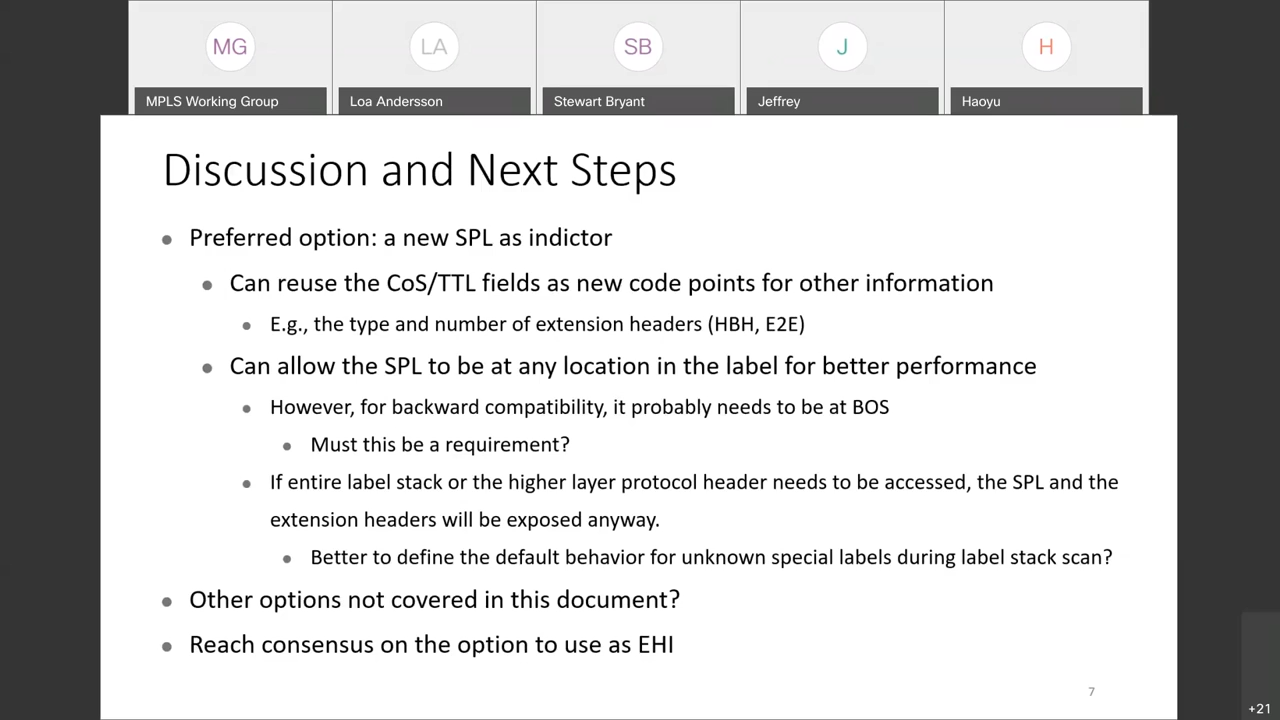 MG
LA
SB
J
H
MPLS Working Group
Loa Andersson
Stewart Bryant
Jeffrey
Haoyu
Discussion and Next Steps
Preferred option: a new SPL as indictor
Can reuse the CoS/TTL fields as new code points for other information
E.g., the type and number of extension headers (HBH, E2E)
Can allow the SPL to be at any location in the label for better performance
However, for backward compatibility, it probably needs to be at BOS
Must this be a requirement?
If entire label stack or the higher layer protocol header needs to be accessed, the SPL and the
extension headers will be exposed anyway.
Better to define the default behavior for unknown special labels during label stack scan?
Other options not covered in this document?
Reach consensus on the option to use as EHI
7
+21